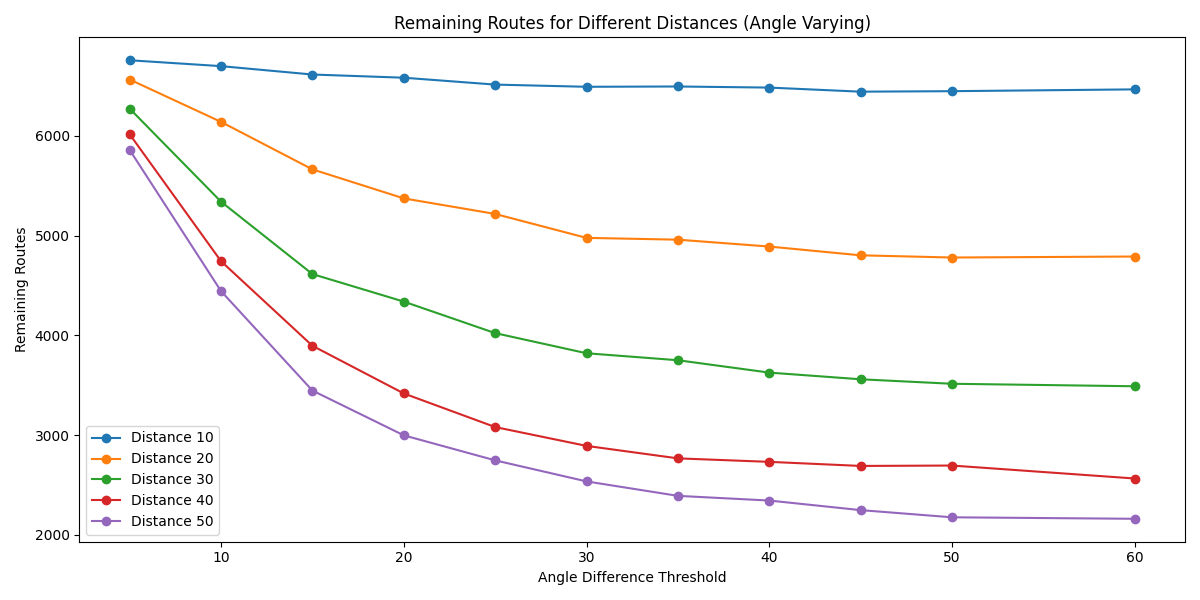 Remaining Routes for Different Distances (Angle Varying)
Remaining Routes
6000
5000
4000
3000
2000
Distance 10
Distance 20
Distance 30
Distance 40
Distance 50
10 20 30 40 50 60
Angle Difference Threshold